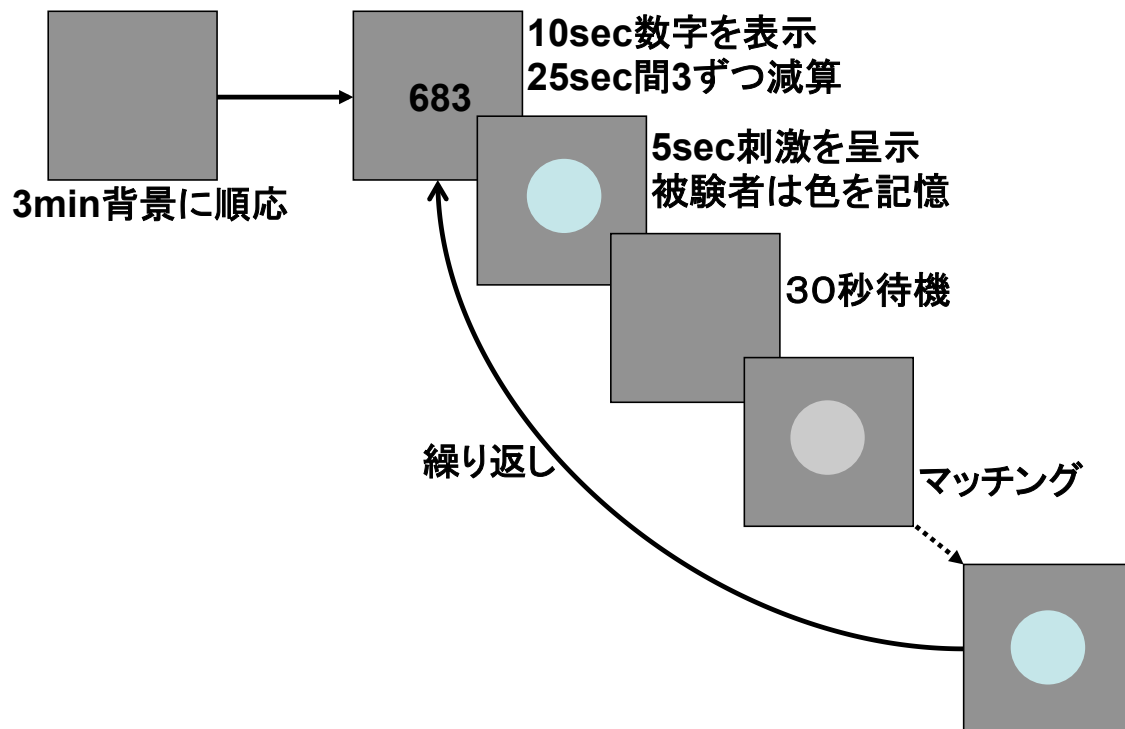 10sec数字を表示
25sec間3ずつ減算
683
5sec刺激を呈示
被験者は色を記憶
3min背景に順応
３０秒待機
繰り返し
マッチング